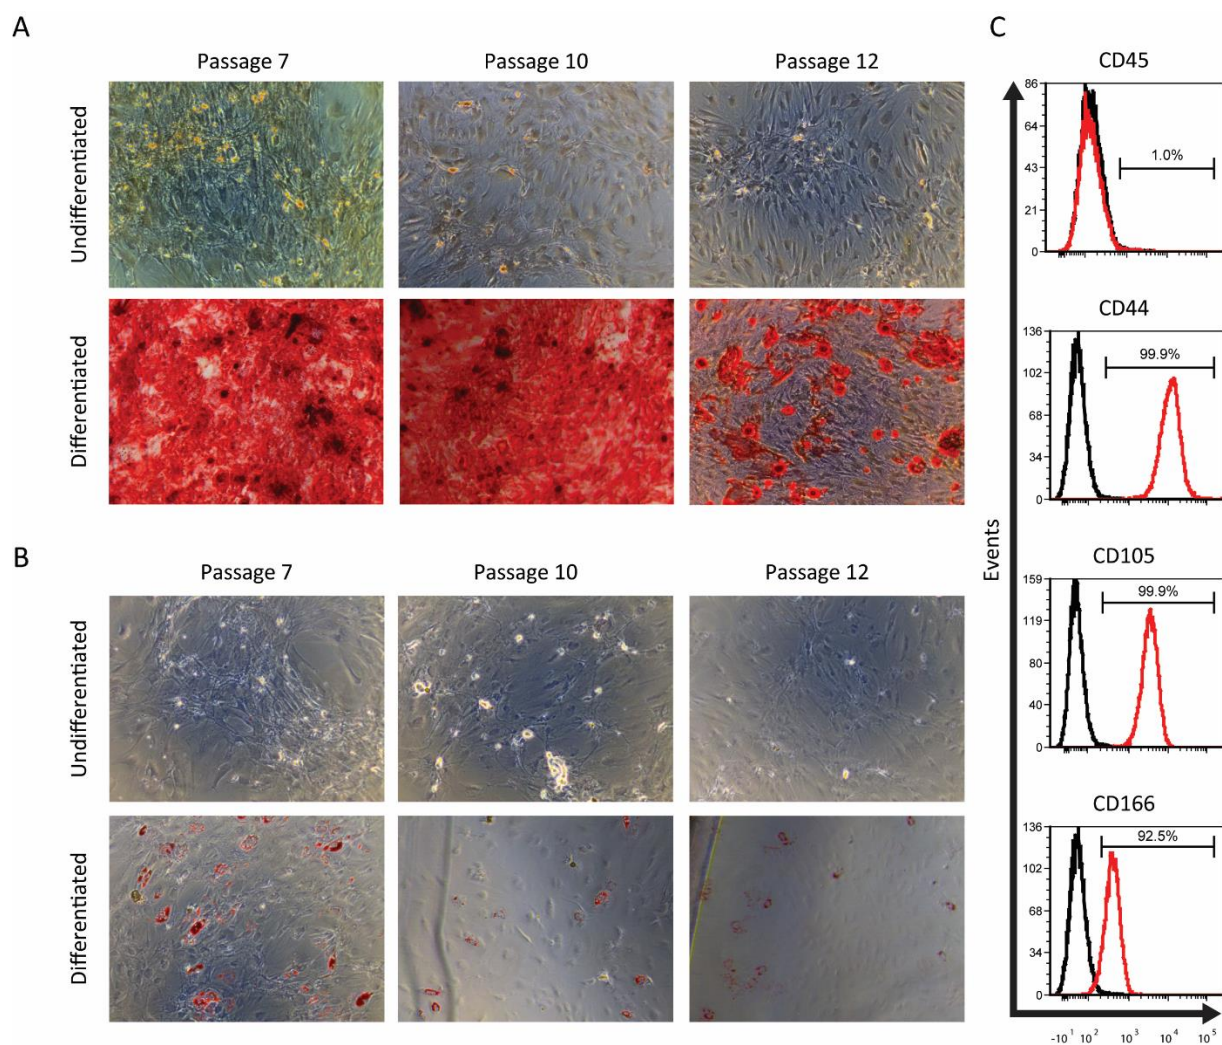 A
Passage 7 Passage 10 Passage 12
Undifferentiated
Differentiated
B
Passage 7 Passage 10 Passage 12
Undifferentiated
Differentiated
C
Events
CD45
86
64
43
21
0
1.0%
CD44
136
102
68
34
0
99.9%
CD105
159
119
80
40
0
99.9%
CD166
136
102
68
34
0
92.5%
-10¹ 10² 10³ 10⁴ 10⁵